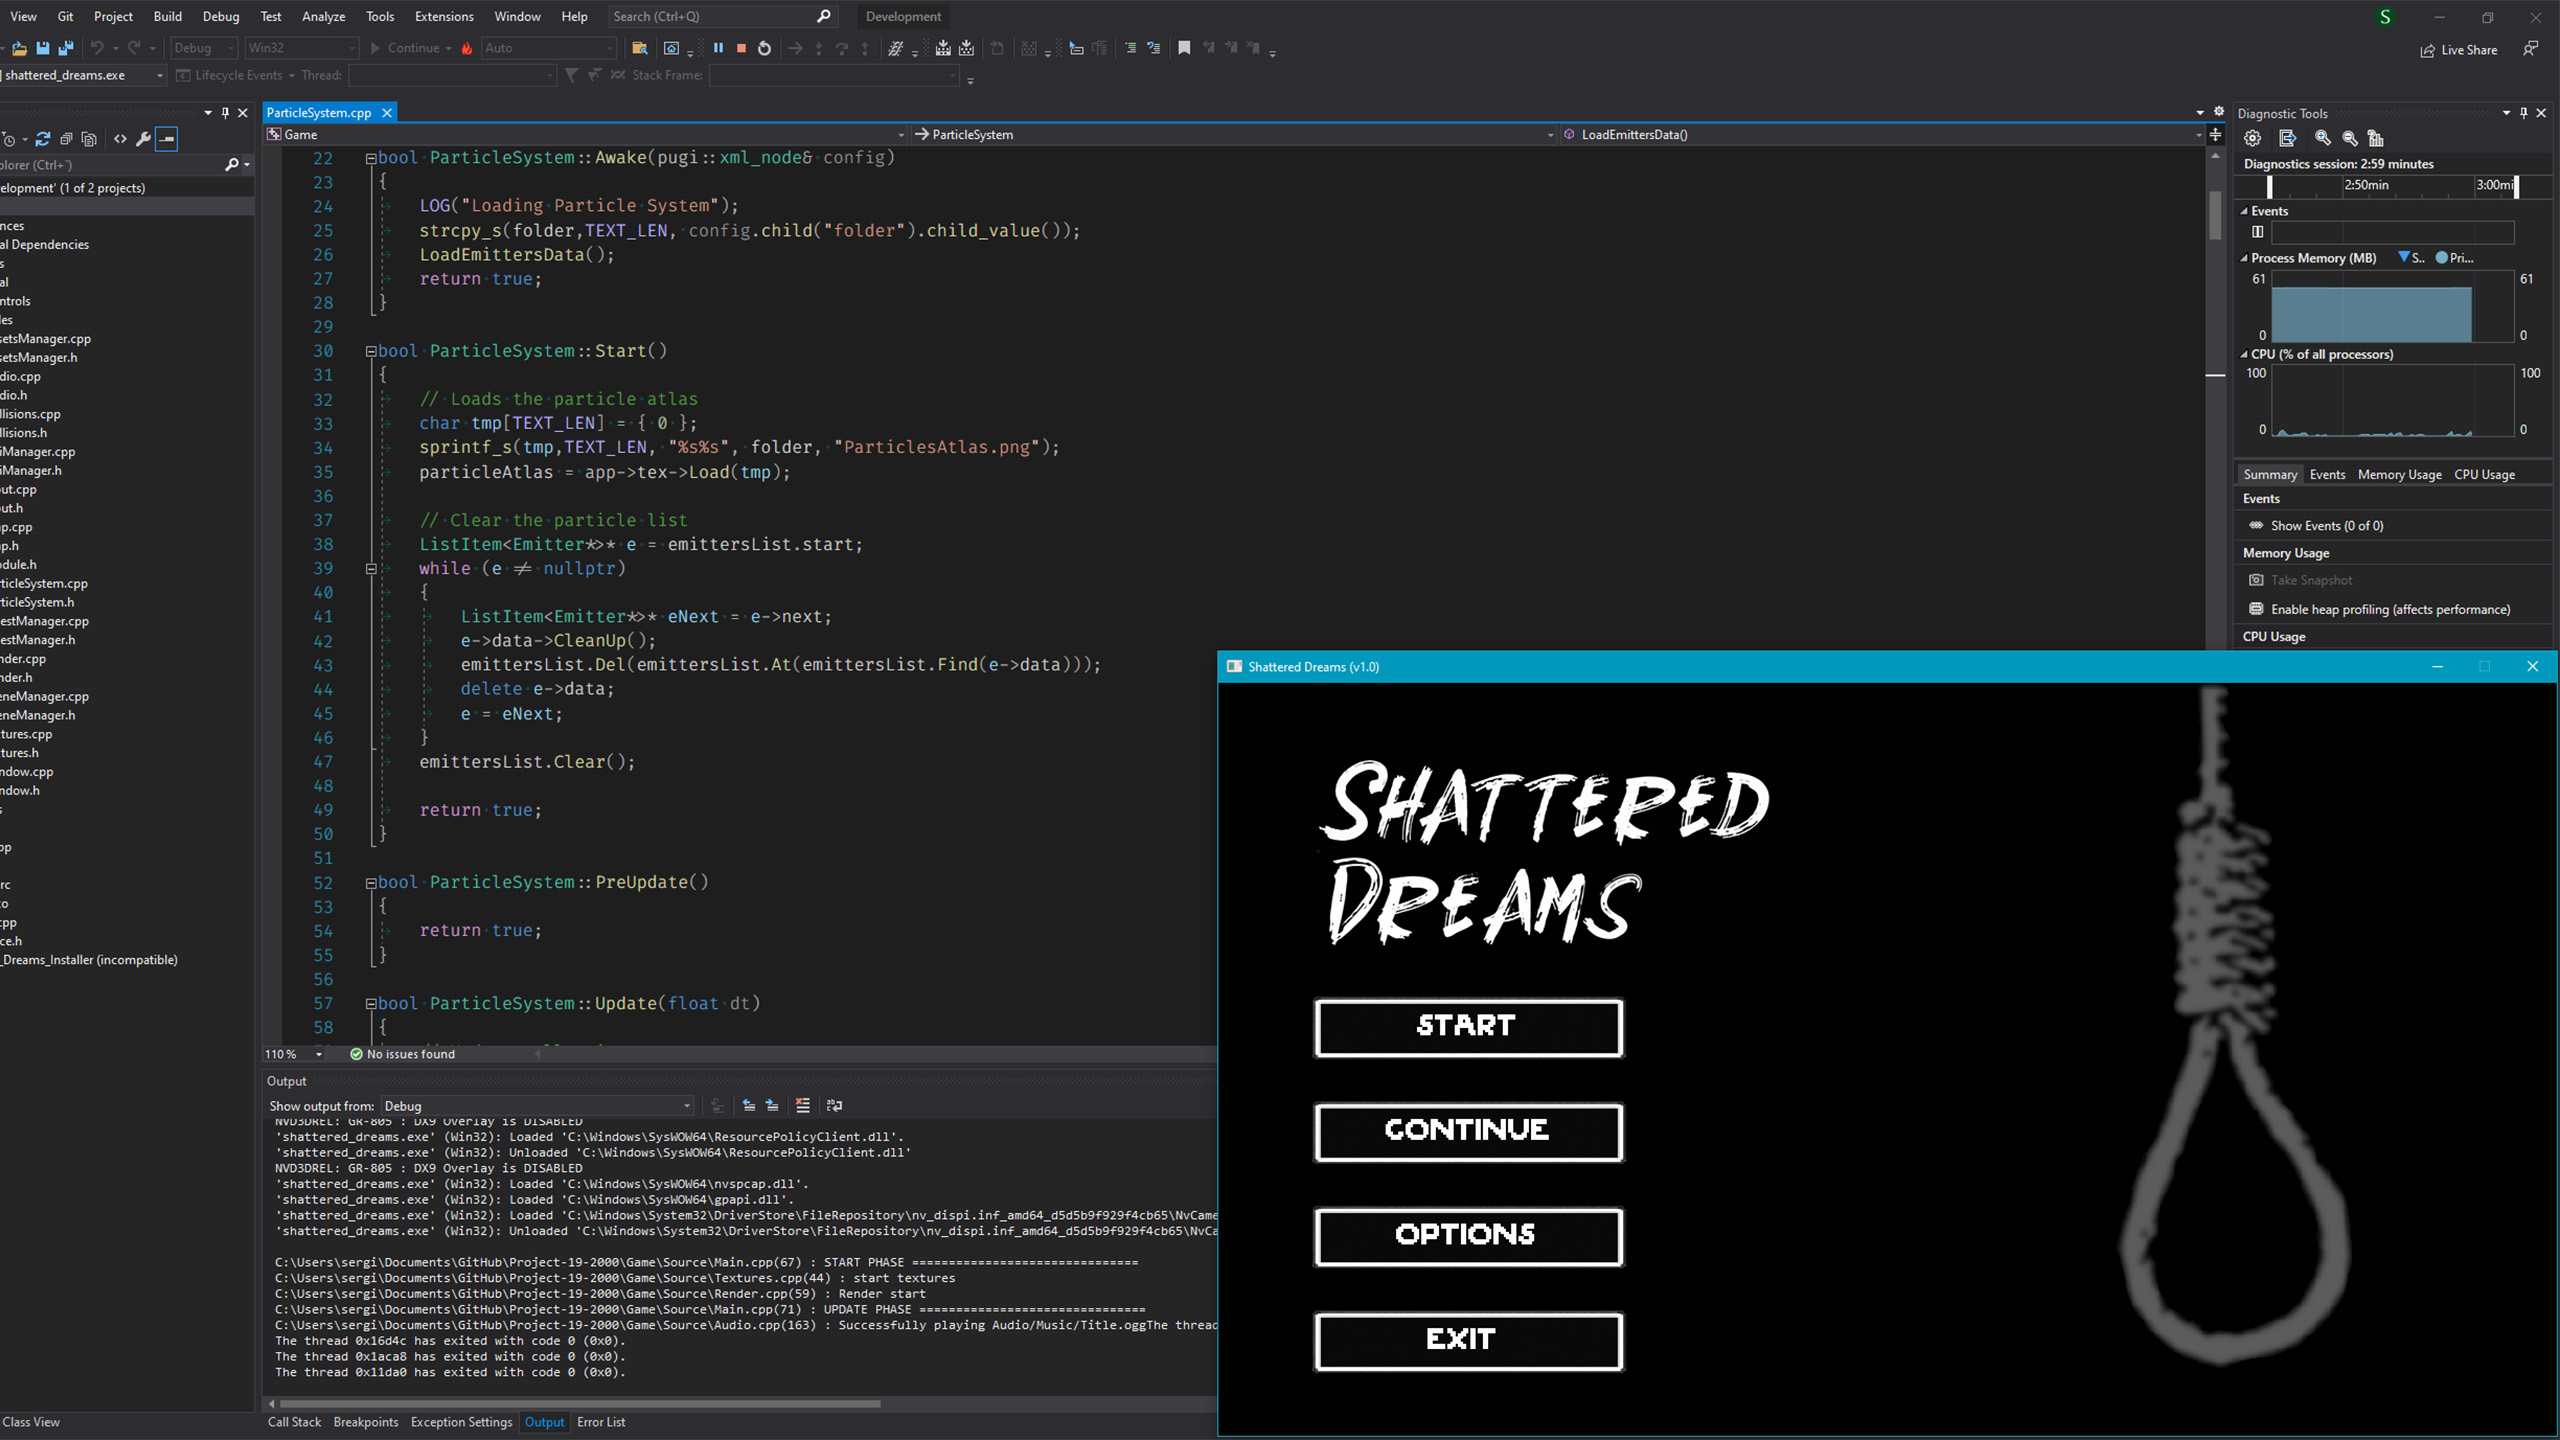 View Git Project Build Debug Test Analyze Tools Extensions Window Help Search (Ctrl+Q) Development S
Debug Win32 Continue Auto Live Share
shattered_dreams.exe Lifecycle Events Thread: Stack Frame:
ParticleSystem.cpp
Game ParticleSystem LoadEmittersData()
plorer (Ctrl+¨)
elopment' (1 of 2 projects)
nces
al Dependencies
s
al
ntrols
les
setsManager.cpp
setsManager.h
dio.cpp
dio.h
llisions.cpp
llisions.h
iManager.cpp
iManager.h
out.cpp
out.h
ap.cpp
ap.h
odule.h
rticleSystem.cpp
rticleSystem.h
estManager.cpp
estManager.h
nder.cpp
nder.h
eneManager.cpp
eneManager.h
tures.cpp
tures.h
ndow.cpp
ndow.h
s
pp
rc
co
cpp
ce.h
_Dreams_Installer (incompatible)
Class View
22 bool ParticleSystem::Awake(pugi::xml_node& config)
23 {
24 LOG("Loading Particle System");
25 strcpy_s(folder,TEXT_LEN, config.child("folder").child_value());
26 LoadEmittersData();
27 return true;
28 }
29
30 bool ParticleSystem::Start()
31 {
32 // Loads the particle atlas
33 char tmp[TEXT_LEN] = { 0 };
34 sprintf_s(tmp,TEXT_LEN, "%s%s", folder, "ParticlesAtlas.png");
35 particleAtlas = app->tex->Load(tmp);
36
37 // Clear the particle list
38 ListItem<Emitter*>* e = emittersList.start;
39 while (e ≠ nullptr)
40 {
41 ListItem<Emitter*>* eNext = e->next;
42 e->data->CleanUp();
43 emittersList.Del(emittersList.At(emittersList.Find(e->data)));
44 delete e->data;
45 e = eNext;
46 }
47 emittersList.Clear();
48
49 return true;
50 }
51
52 bool ParticleSystem::PreUpdate()
53 {
54 return true;
55 }
56
57 bool ParticleSystem::Update(float dt)
58 {
110 % No issues found
Output
Show output from: Debug
NVD3DREL: GR-805 : DX9 Overlay is DISABLED
'shattered_dreams.exe' (Win32): Loaded 'C:\Windows\SysWOW64\ResourcePolicyClient.dll'.
'shattered_dreams.exe' (Win32): Unloaded 'C:\Windows\SysWOW64\ResourcePolicyClient.dll'
NVD3DREL: GR-805 : DX9 Overlay is DISABLED
'shattered_dreams.exe' (Win32): Loaded 'C:\Windows\SysWOW64\nvspcap.dll'.
'shattered_dreams.exe' (Win32): Loaded 'C:\Windows\SysWOW64\gpapi.dll'.
'shattered_dreams.exe' (Win32): Loaded 'C:\Windows\System32\DriverStore\FileRepository\nv_dispi.inf_amd64_d5d5b9f929f4cb65\NvCame
'shattered_dreams.exe' (Win32): Unloaded 'C:\Windows\System32\DriverStore\FileRepository\nv_dispi.inf_amd64_d5d5b9f929f4cb65\NvCa
C:\Users\sergi\Documents\GitHub\Project-19-2000\Game\Source\Main.cpp(67) : START PHASE ===============================
C:\Users\sergi\Documents\GitHub\Project-19-2000\Game\Source\Textures.cpp(44) : start textures
C:\Users\sergi\Documents\GitHub\Project-19-2000\Game\Source\Render.cpp(59) : Render start
C:\Users\sergi\Documents\GitHub\Project-19-2000\Game\Source\Main.cpp(71) : UPDATE PHASE ===============================
C:\Users\sergi\Documents\GitHub\Project-19-2000\Game\Source\Audio.cpp(163) : Successfully playing Audio/Music/Title.oggThe thread
The thread 0x16d4c has exited with code 0 (0x0).
The thread 0x1aca8 has exited with code 0 (0x0).
The thread 0x11da0 has exited with code 0 (0x0).
Call Stack Breakpoints Exception Settings Output Error List
Diagnostic Tools
Diagnostics session: 2:59 minutes
2:50min 3:00mi
Events
Process Memory (MB) S.. Pri...
61 61
0 0
CPU (% of all processors)
100 100
0 0
Summary Events Memory Usage CPU Usage
Events
Show Events (0 of 0)
Memory Usage
Take Snapshot
Enable heap profiling (affects performance)
CPU Usage
Shattered Dreams (v1.0)
SHATTERED
DREAMS
START
CONTINUE
OPTIONS
EXIT